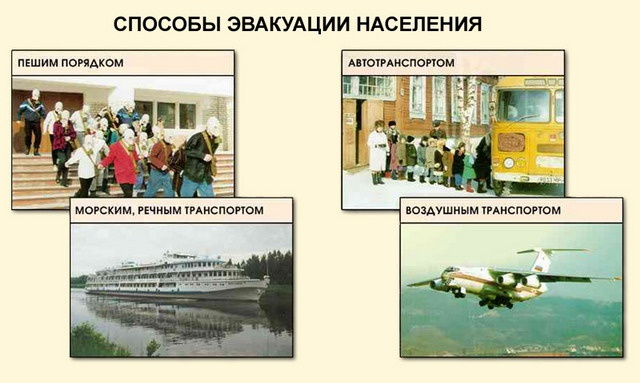 СПОСОБЫ ЭВАКУАЦИИ НАСЕЛЕНИЯ
ПЕШИМ ПОРЯДКОМ
АВТОТРАНСПОРТОМ
МОРСКИМ, РЕЧНЫМ ТРАНСПОРТОМ
ВОЗДУШНЫМ ТРАНСПОРТОМ